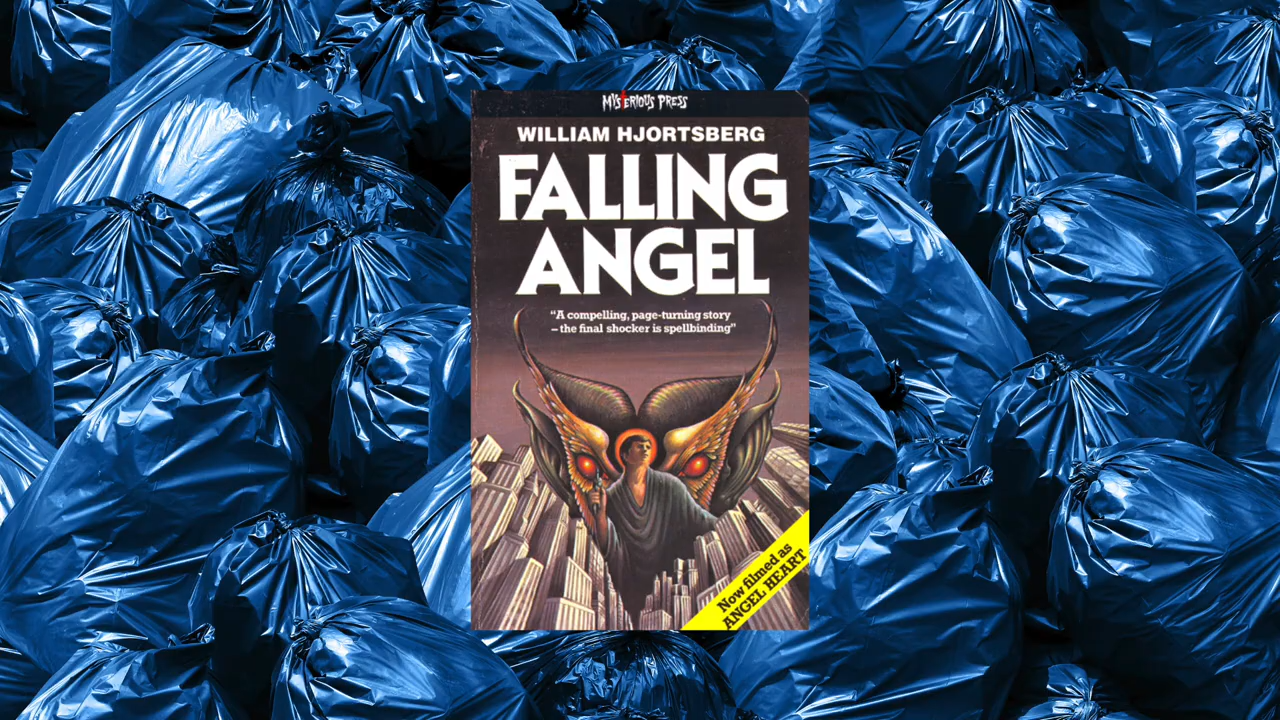 MYSTERIOUS PRESS
WILLIAM HJORTSBERG
FALLING
ANGEL
“A compelling, page-turning story
– the final shocker is spellbinding”
Now filmed as
ANGEL HEART